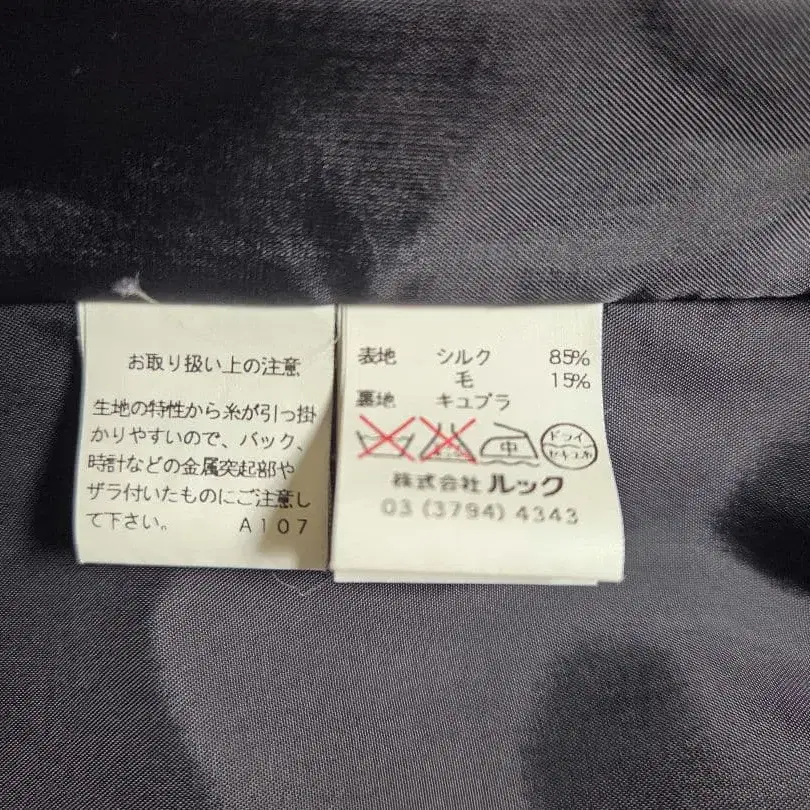 お取り扱い上の注意
生地の特性から糸が引っ掛
かりやすいので、バック、
時計などの金属突起部や
ザラ付いたものにご注意し
て下さい。 A107
表地 シルク 85%
毛 15%
裏地 キュプラ
中
ドライ
セキユ系
株式会社 ルック
03 (3794) 4343